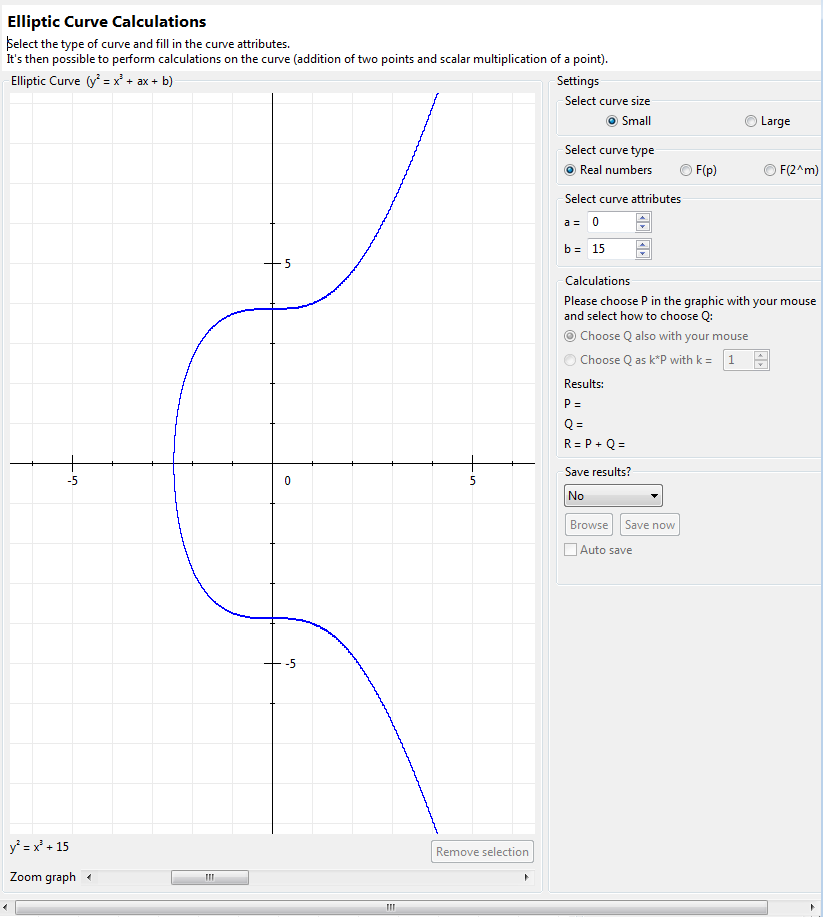 Elliptic Curve Calculations
Select the type of curve and fill in the curve attributes.
It's then possible to perform calculations on the curve (addition of two points and scalar multiplication of a point).
Elliptic Curve (y² = x³ + ax + b)
5
-5
0
5
-5
y² = x³ + 15
Remove selection
Zoom graph
Settings
Select curve size
Small
Large
Select curve type
Real numbers
F(p)
F(2^m)
Select curve attributes
a = 0
b = 15
Calculations
Please choose P in the graphic with your mouse
and select how to choose Q:
Choose Q also with your mouse
Choose Q as k*P with k = 1
Results:
P =
Q =
R = P + Q =
Save results?
No
Browse
Save now
Auto save